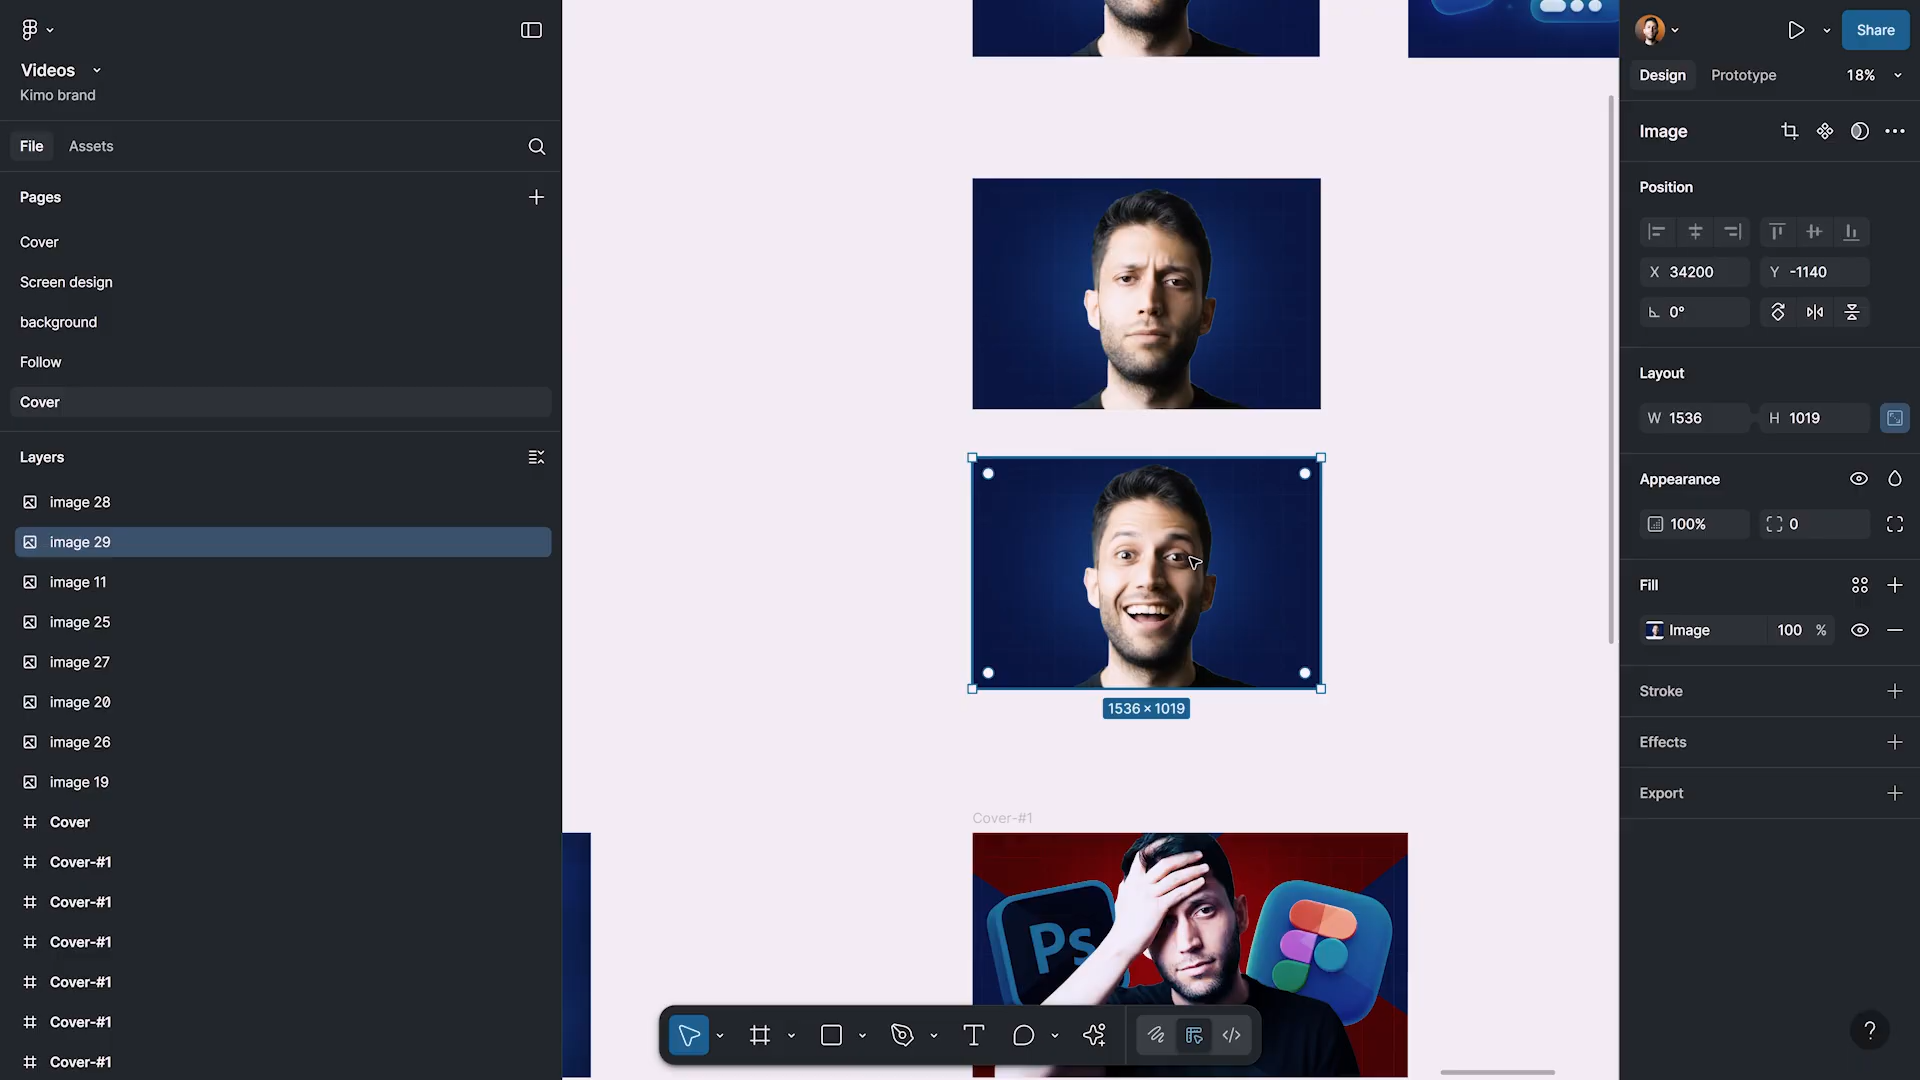 Videos
Kimo brand
File
Assets
Pages
Cover
Screen design
background
Follow
Cover
Layers
image 28
image 29
image 11
image 25
image 27
image 20
image 26
image 19
Cover
Cover-#1
Cover-#1
Cover-#1
Cover-#1
Cover-#1
Cover-#1
1536 × 1019
Cover-#1
Ps
Share
Design
Prototype
18%
Image
Position
X 34200
Y -1140
0°
Layout
W 1536
H 1019
Appearance
100%
0
Fill
Image
100 %
Stroke
Effects
Export
?